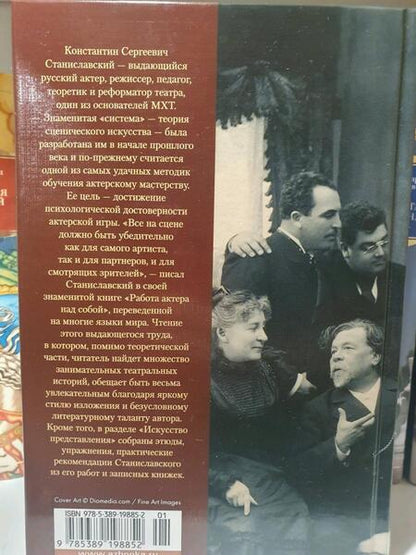 Константин Сергеевич
Станиславский — выдающийся
русский актер, режиссер, педагог,
теоретик и реформатор театра,
один из основателей МХТ.
Знаменитая «система» — теория
сценического искусства — была
разработана им в начале прошлого
века и по-прежнему считается
одной из самых удачных методик
обучения актерскому мастерству.
Ее цель — достижение
психологической достоверности
актерской игры. «Все на сцене
должно быть убедительно
как для самого артиста,
так и для партнеров, и для
смотрящих зрителей», — писал
Станиславский в своей
знаменитой книге «Работа актера
над собой», переведенной
на многие языки мира. Чтение
этого выдающегося труда,
в котором, помимо теоретической
части, читатель найдет множество
занимательных театральных
историй, обещает быть весьма
увлекательным благодаря яркому
стилю изложения и безусловному
литературному таланту автора.
Кроме того, в разделе «Искусство
представления» собраны этюды,
упражнения, практические
рекомендации Станиславского
из его работ и записных книжек.
Cover Art © Diomedia.com / Fine Art Images
ISBN 978-5-389-19885-2
01
9 785389 198852